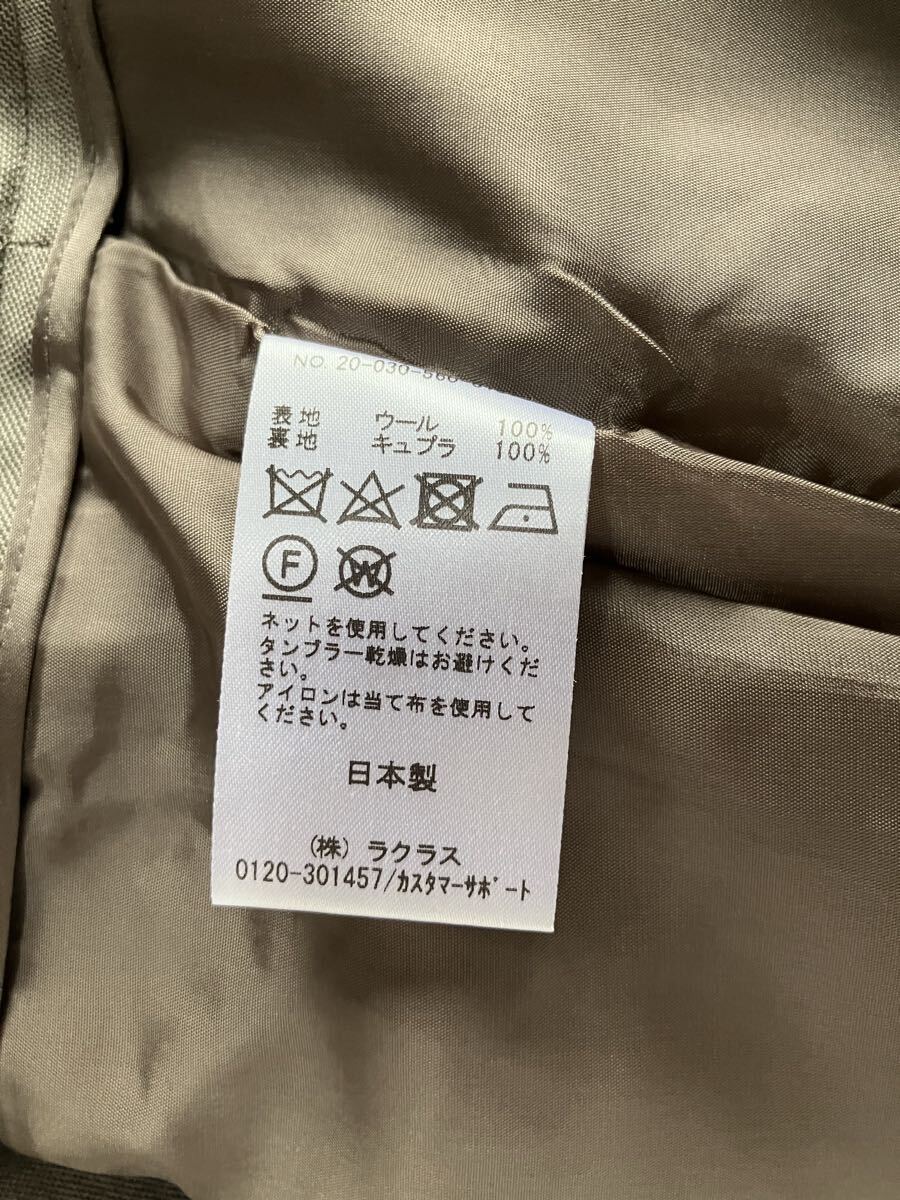 NO. 20-030-
表地 ウール 100%
裏地 キュプラ 100%
F W
ネットを使用してください。
タンブラー乾燥はお避けくだ
さい。
アイロンは当て布を使用して
ください。
日本製
(株) ラクラス
0120-301457/カスタマーサポート